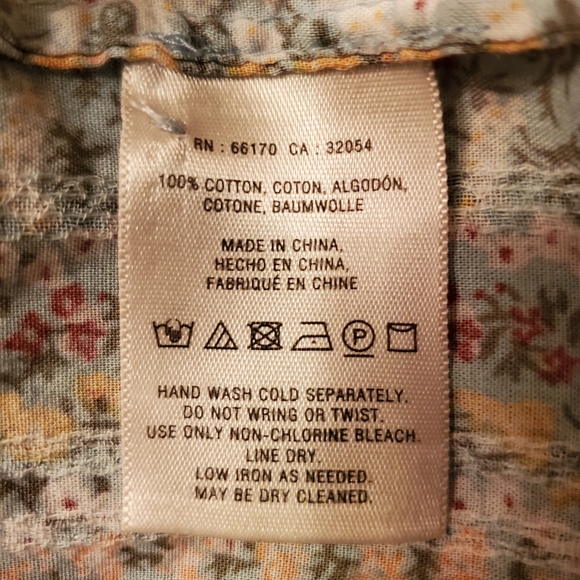 RN : 66170 CA : 32054
100% COTTON, COTON, ALGODÓN,
COTONE, BAUMWOLLE
MADE IN CHINA,
HECHO EN CHINA,
FABRIQUÉ EN CHINE
P
HAND WASH COLD SEPARATELY.
DO NOT WRING OR TWIST.
USE ONLY NON-CHLORINE BLEACH.
LINE DRY.
LOW IRON AS NEEDED.
MAY BE DRY CLEANED.